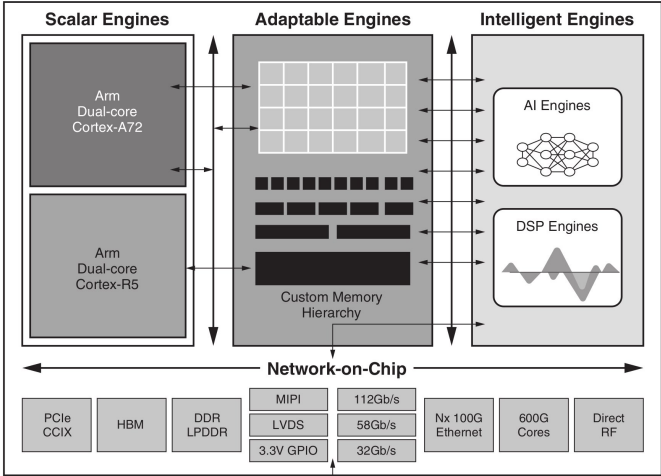 Scalar Engines
Adaptable Engines
Intelligent Engines
Arm
Dual-core
Cortex-A72
Arm
Dual-core
Cortex-R5
Custom Memory
Hierarchy
AI Engines
DSP Engines
Network-on-Chip
PCIe
CCIX
HBM
DDR
LPDDR
MIPI
LVDS
3.3V GPIO
112Gb/s
58Gb/s
32Gb/s
Nx 100G
Ethernet
600G
Cores
Direct
RF